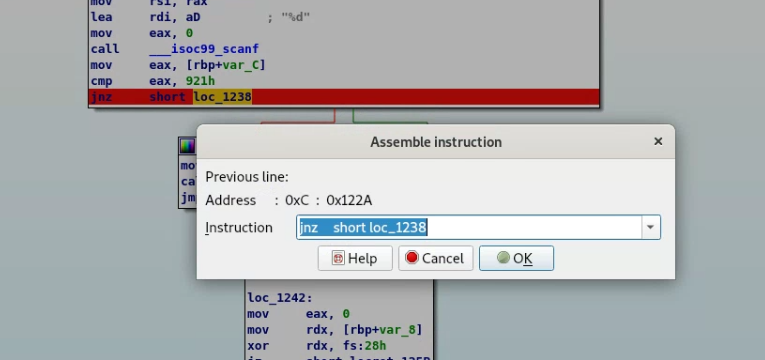 mov rsi, rax
lea rdi, aD ; "%d"
mov eax, 0
call ___isoc99_scanf
mov eax, [rbp+var_C]
cmp eax, 921h
jnz short loc_1238
Assemble instruction ×
Previous line:
Address : 0xC : 0x122A
Instruction jnz short loc_1238
Help Cancel OK
mo
ca
jm
loc_1242:
mov eax, 0
mov rdx, [rbp+var_8]
xor rdx, fs:28h
short